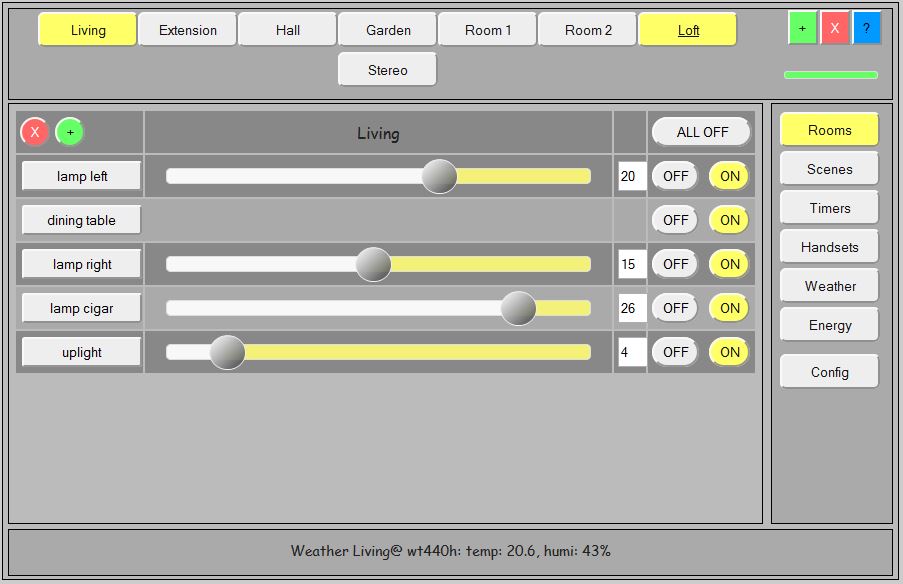 Living Extension Hall Garden Room 1 Room 2 Loft + X ?
Stereo
X + Living ALL OFF
lamp left 20 OFF ON
dining table OFF ON
lamp right 15 OFF ON
lamp cigar 26 OFF ON
uplight 4 OFF ON
Rooms
Scenes
Timers
Handsets
Weather
Energy
Config
Weather Living@ wt440h: temp: 20.6, humi: 43%